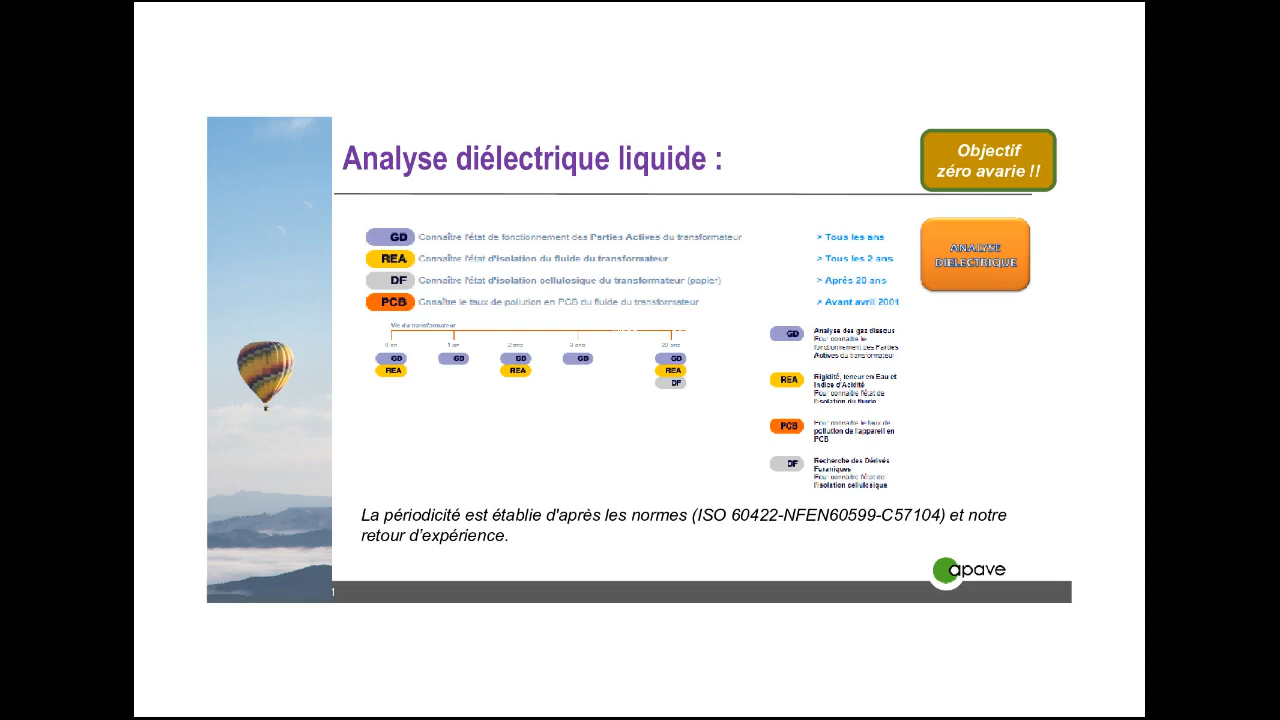 Analyse diélectrique liquide :
Objectif
zéro avarie !!
GD Connaître l'état de fonctionnement des Parties Actives du transformateur > Tous les ans
REA Connaître l'état d'isolation du fluide du transformateur > Tous les 2 ans
DF Connaître l'état d'isolation cellulosique du transformateur (papier) > Après 20 ans
PCB Cnnaître le taux de pollution en PCB du fluide du transformateur > Avant avril 2001
ANALYSE
DIELECTRIQUE
Vie du transformateur
0 an 1 an 2 ans 3 ans 20 ans
GD GD GD GD GD
REA REA REA
DF
GD Analyse des gaz dissous
Pour connaître le
fonctionnement des Parties
Actives du transformateur
REA Rigidité, teneur en Eau et
Indice d'Acidité
Pour connaître l'état de
l'isolation du fluide
PCB Pour connaître le taux de
pollution de l'appareil en
PCB
DF Recherche des Dérivés
Furaniques
Pour connaître l'état de
l'isolation cellulosique
La périodicité est établie d'après les normes (ISO 60422-NFEN60599-C57104) et notre
retour d'expérience.
apave
1